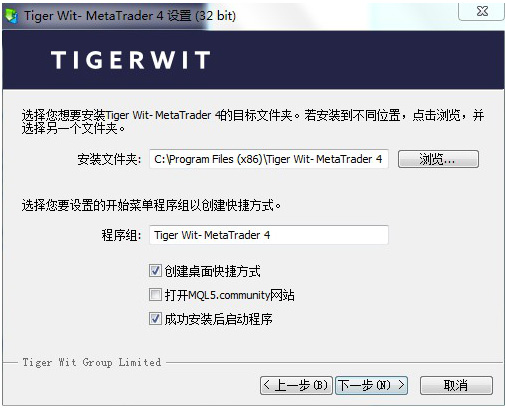 Tiger Wit- MetaTrader 4 设置 (32 bit)
TIGERWIT
选择您想要安装Tiger Wit- MetaTrader 4的目标文件夹。若安装到不同位置，点击浏览，并
选择另一个文件夹。
安装文件夹: C:\Program Files (x86)\Tiger Wit- MetaTrader 4 浏览...
选择您要设置的开始菜单程序组以创建快捷方式。
程序组: Tiger Wit- MetaTrader 4
创建桌面快捷方式
打开MQL5.community网站
成功安装后启动程序
Tiger Wit Group Limited
< 上一步(B) 下一步(N) > 取消